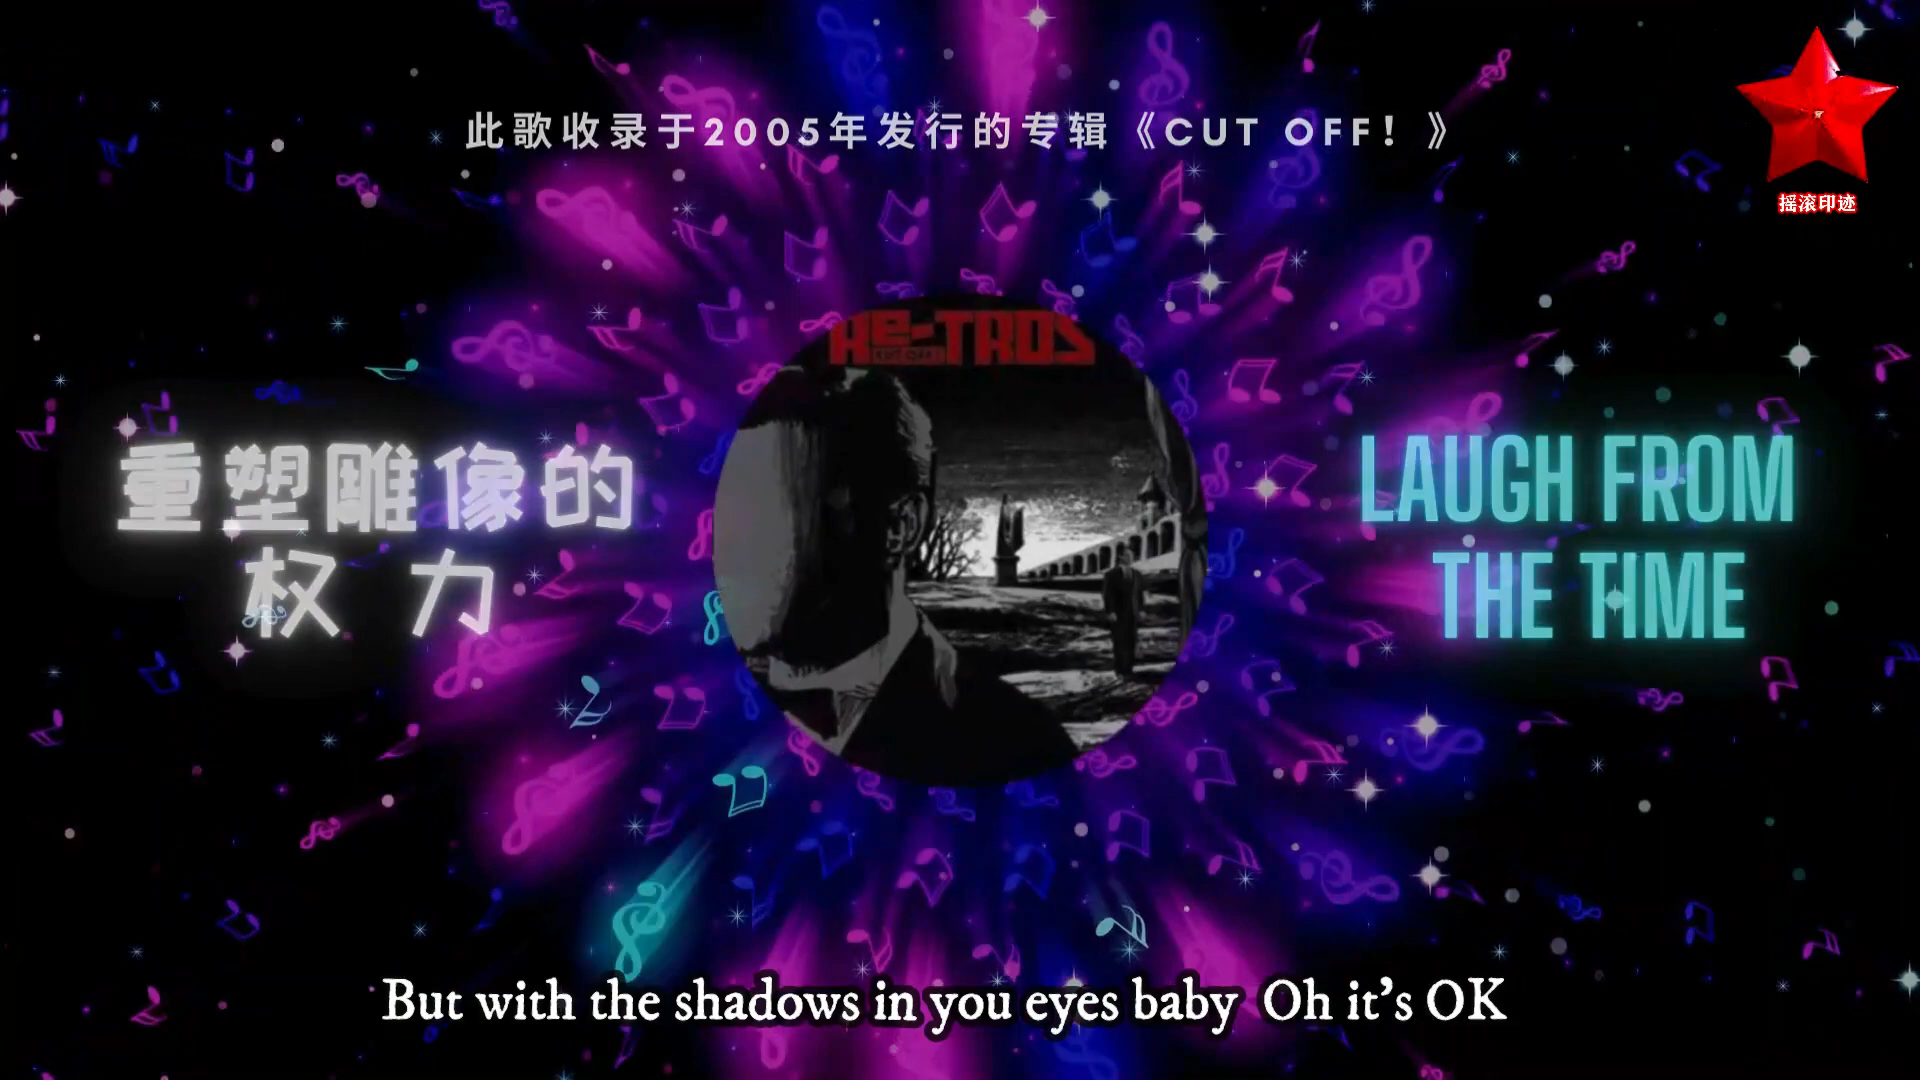 此歌收录于2005年发行的专辑《CUT OFF！》
摇滚印迹
Re-TROS
CUT OFF!
重塑雕像的
权 力
LAUGH FROM
THE TIME
But with the shadows in you eyes baby Oh it's OK